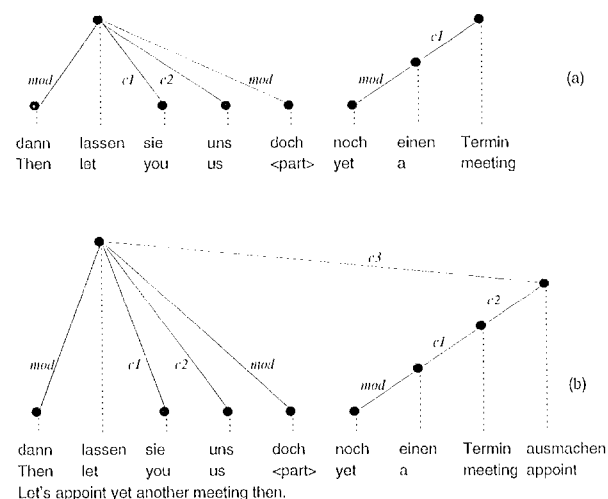 c1
mod c1 c2 mod mod (a)
dann lassen sie uns doch noch einen Termin
Then let you us <part> yet a meeting
c3
c2
c1
mod c1 c2 mod mod (b)
dann lassen sie uns doch noch einen Termin ausmachen
Then let you us <part> yet a meeting appoint
Let's appoint yet another meeting then.